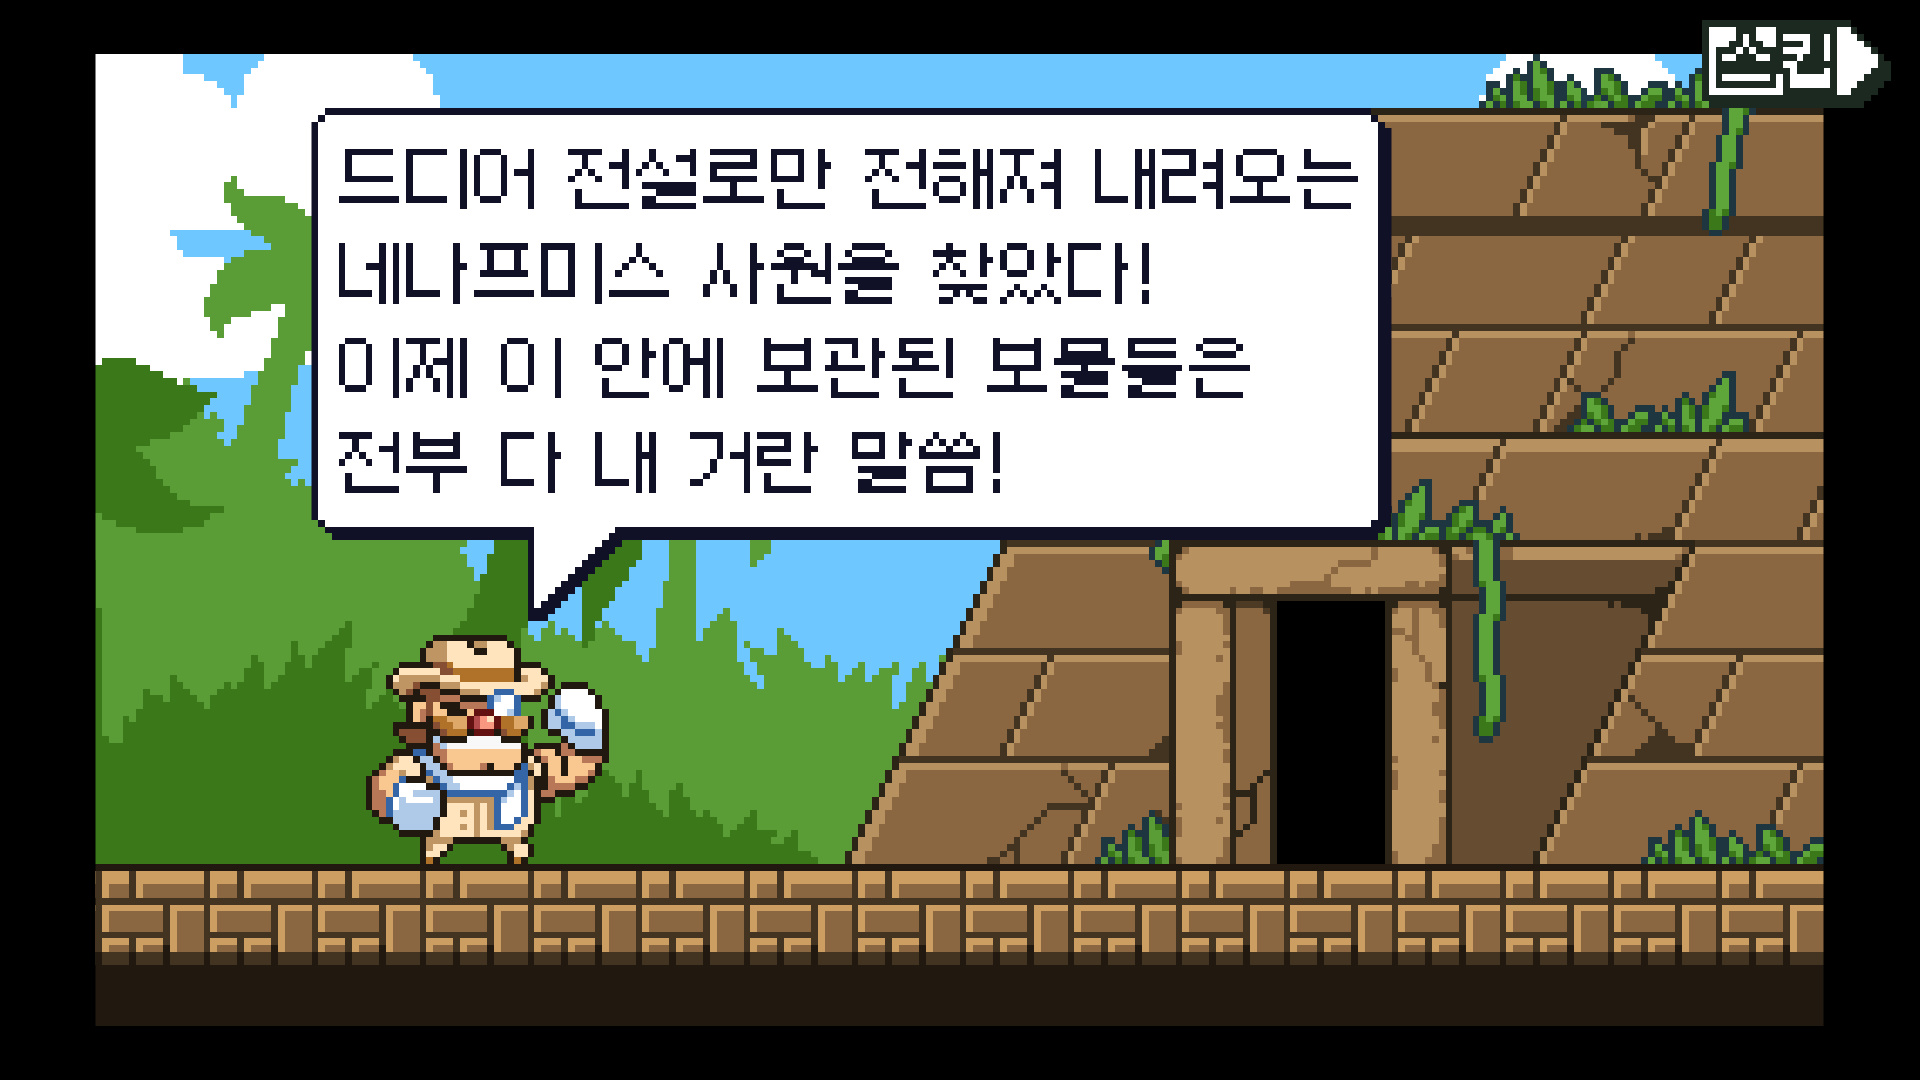 스킵
드디어 전설로만 전해져 내려오는
네나프미스 사원을 찾았다!
이제 이 안에 보관된 보물들은
전부 다 내 거란 말씀!